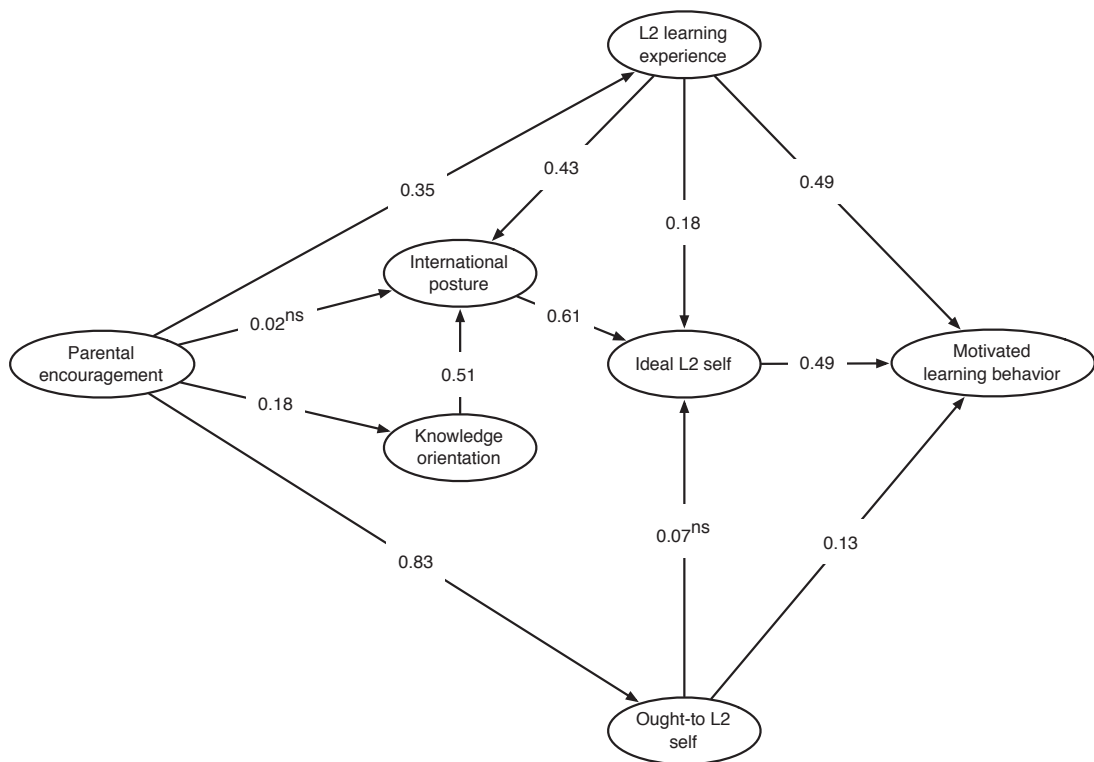 L2 learning
experience
0.35
0.43
0.18
0.49
International
posture
0.02ns
0.61
Parental
encouragement
0.51
Ideal L2 self
0.49
Motivated
learning behavior
0.18
Knowledge
orientation
0.83
0.07ns
0.13
Ought-to L2
self